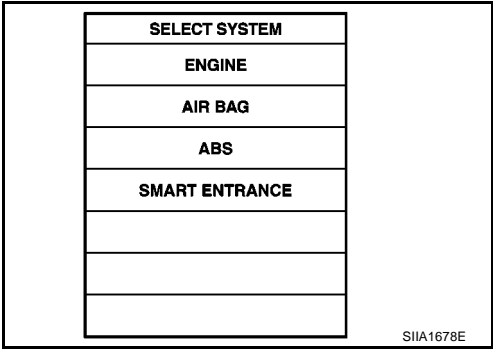 SELECT SYSTEM
ENGINE
AIR BAG
ABS
SMART ENTRANCE
SIIA1678E